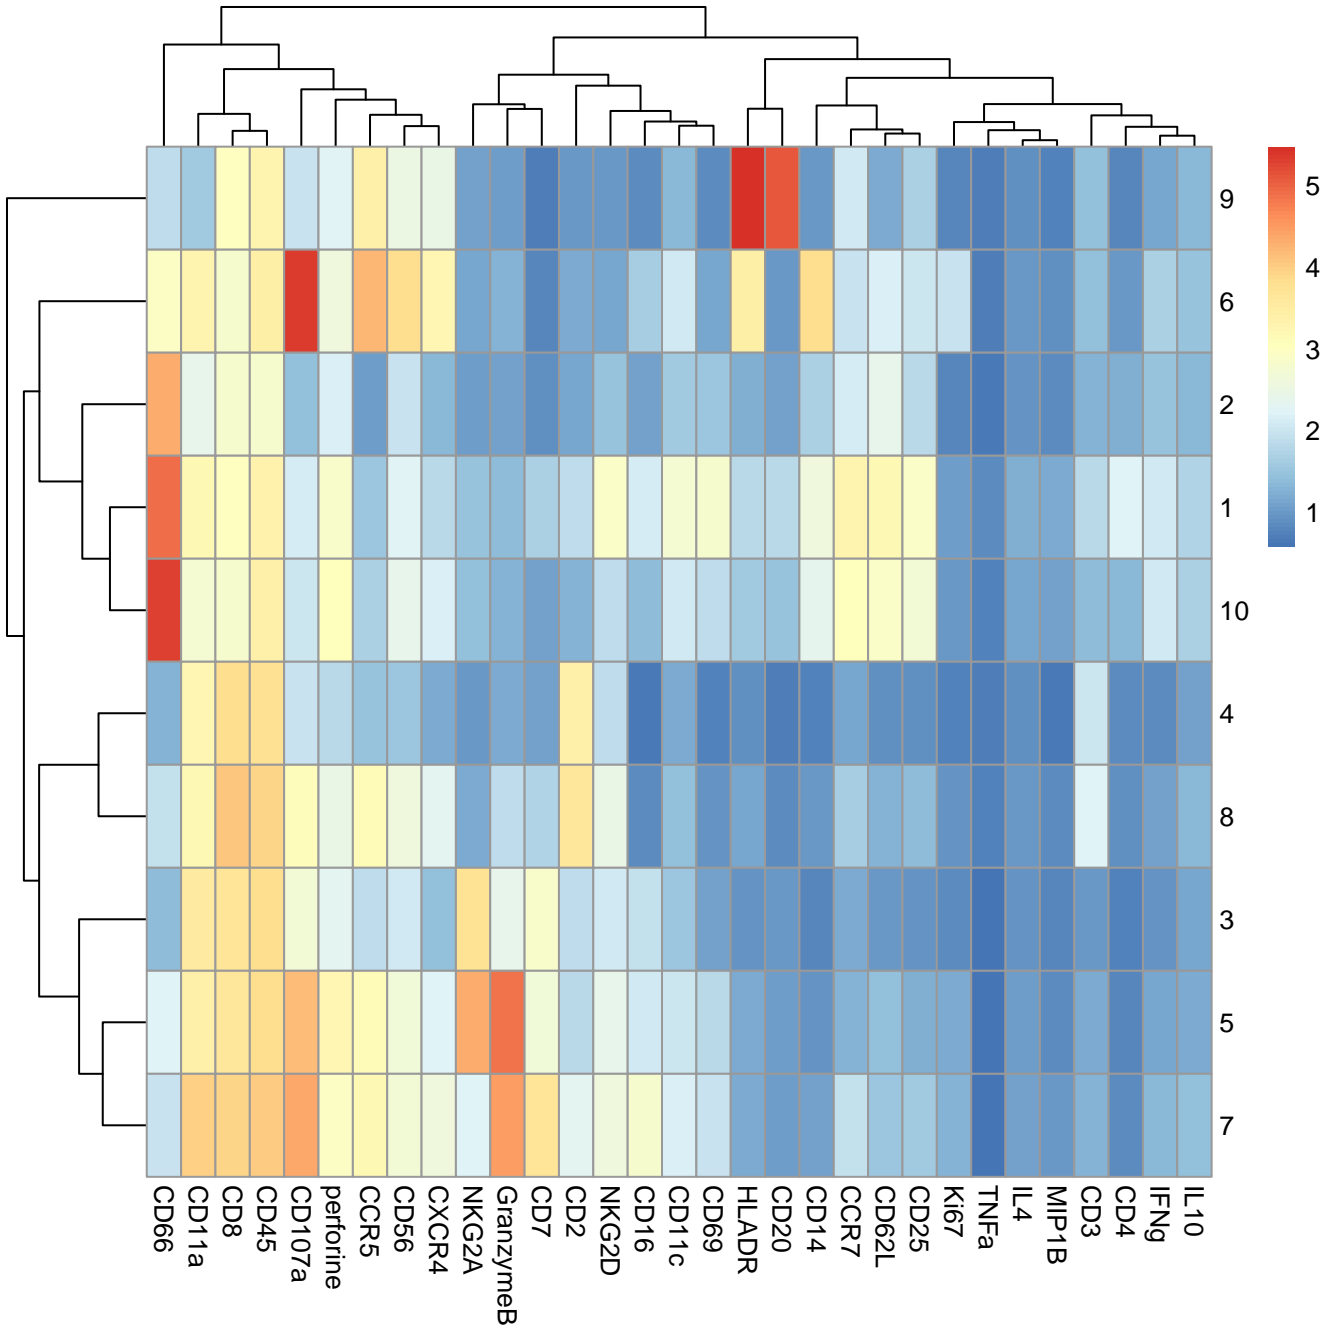 5
4
3
2
1
9
6
2
1
10
4
8
3
5
7
CD66
CD11a
CD8
CD45
CD107a
perforine
CCR5
CD56
CXCR4
NKG2A
GranzymeB
CD7
CD2
NKG2D
CD16
CD11c
CD69
HLADR
CD20
CD14
CCR7
CD62L
CD25
Ki67
TNFa
IL4
MIP1B
CD3
CD4
IFNg
IL10